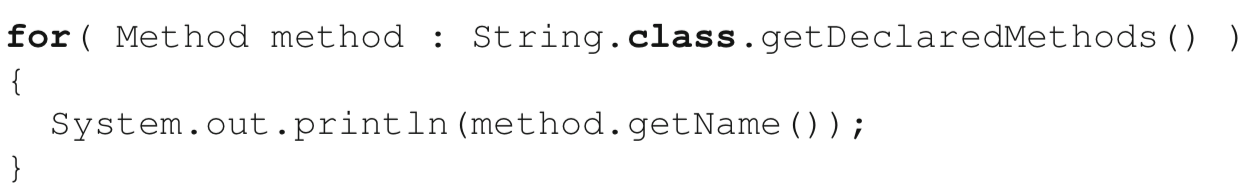 for( Method method : String.class.getDeclaredMethods() )
{
  System.out.println(method.getName());
}